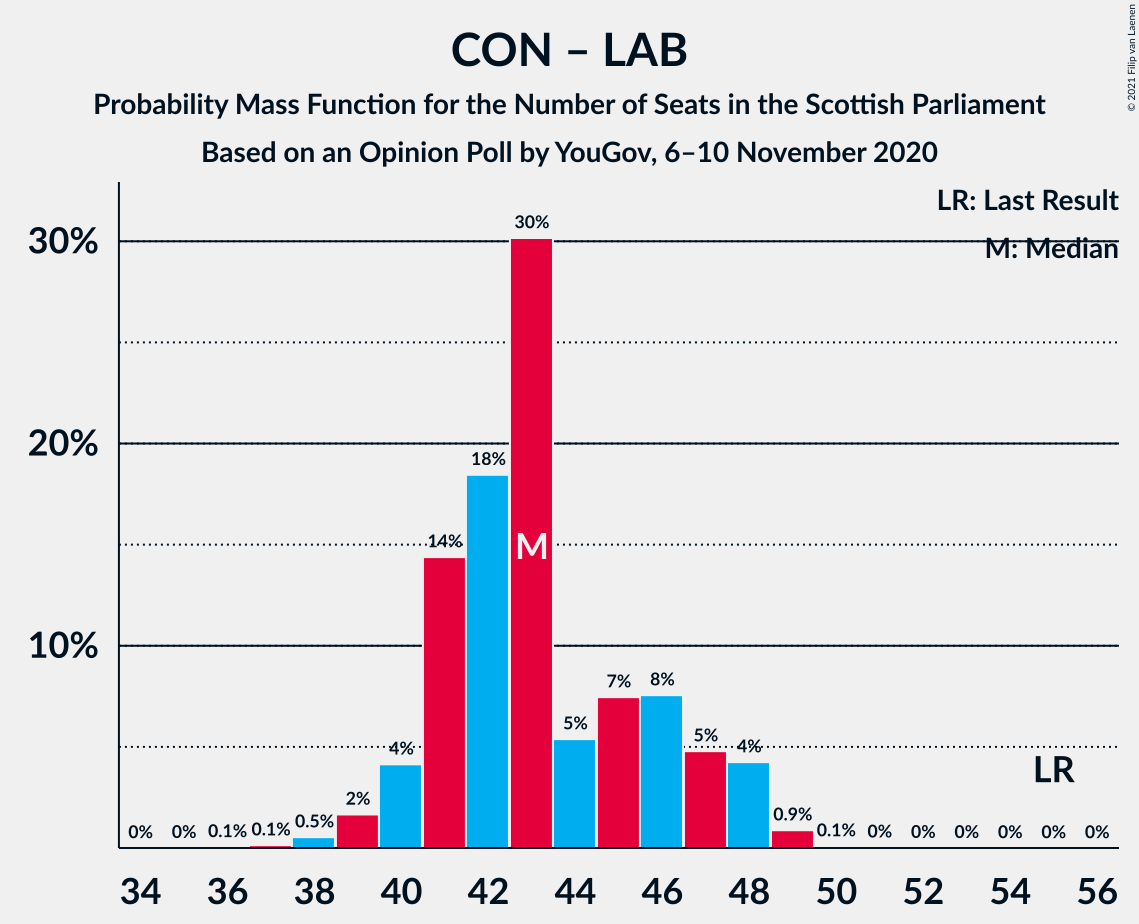 CON – LAB
Probability Mass Function for the Number of Seats in the Scottish Parliament
Based on an Opinion Poll by YouGov, 6–10 November 2020
© 2021 Filip van Laenen
LR: Last Result
M: Median
30%
20%
10%
0% 0% 0.1% 0.1% 0.5% 2% 4% 14% 18% 30% 5% 7% 8% 5% 4% 0.9% 0.1% 0% 0% 0% 0% 0% 0%
M
LR
34 36 38 40 42 44 46 48 50 52 54 56